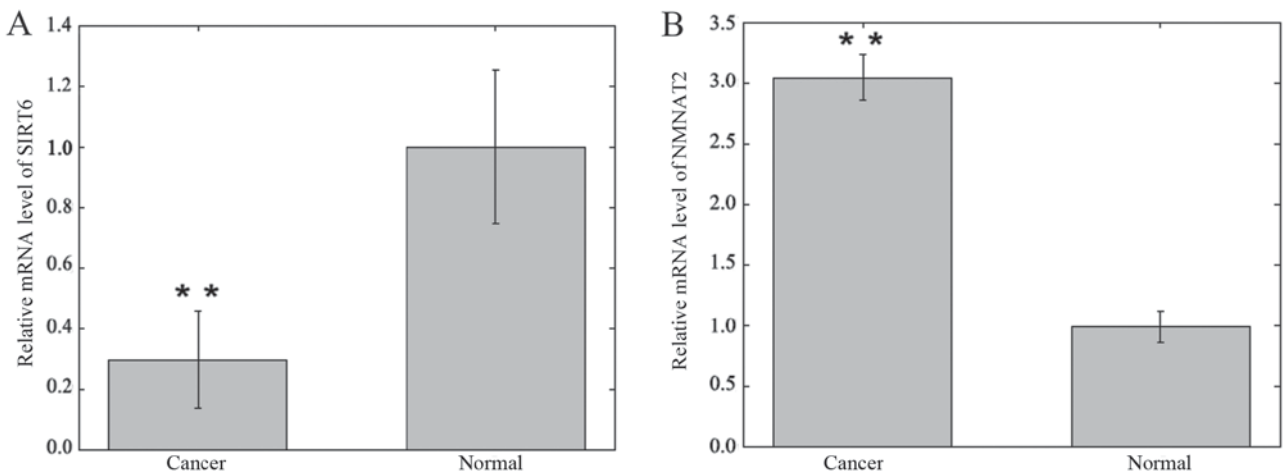 A
Relative mRNA level of SIRT6
1.4
1.2
1.0
0.8
0.6
0.4
0.2
0.0
* *
Cancer
Normal
B
Relative mRNA level of NMNAT2
3.5
3.0
2.5
2.0
1.5
1.0
0.5
0.0
* *
Cancer
Normal